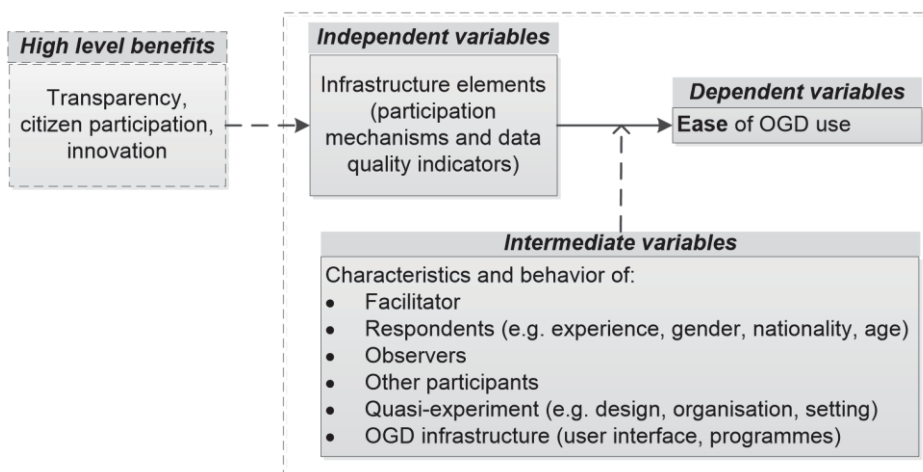 High level benefits
Transparency,
citizen participation,
innovation
Independent variables
Infrastructure elements
(participation
mechanisms and data
quality indicators)
Dependent variables
Ease of OGD use
Intermediate variables
Characteristics and behavior of:
• Facilitator
• Respondents (e.g. experience, gender, nationality, age)
• Observers
• Other participants
• Quasi-experiment (e.g. design, organisation, setting)
• OGD infrastructure (user interface, programmes)